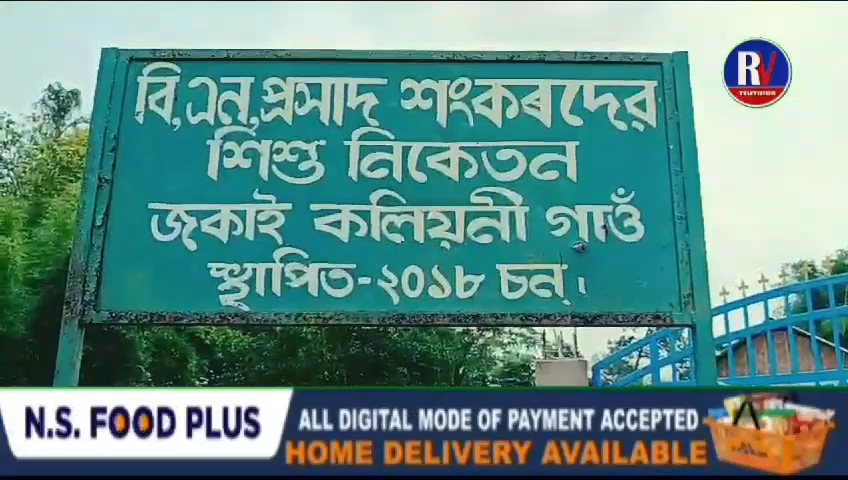 বি,এন,প্রসাদ শংকৰদেৱ
শিশু নিকেতন
জকাই কলিয়নী গাওঁ
স্থাপিত-২০১৮ চন।
RV
TELEVISION
N.S. FOOD PLUS
ALL DIGITAL MODE OF PAYMENT ACCEPTED
HOME DELIVERY AVAILABLE